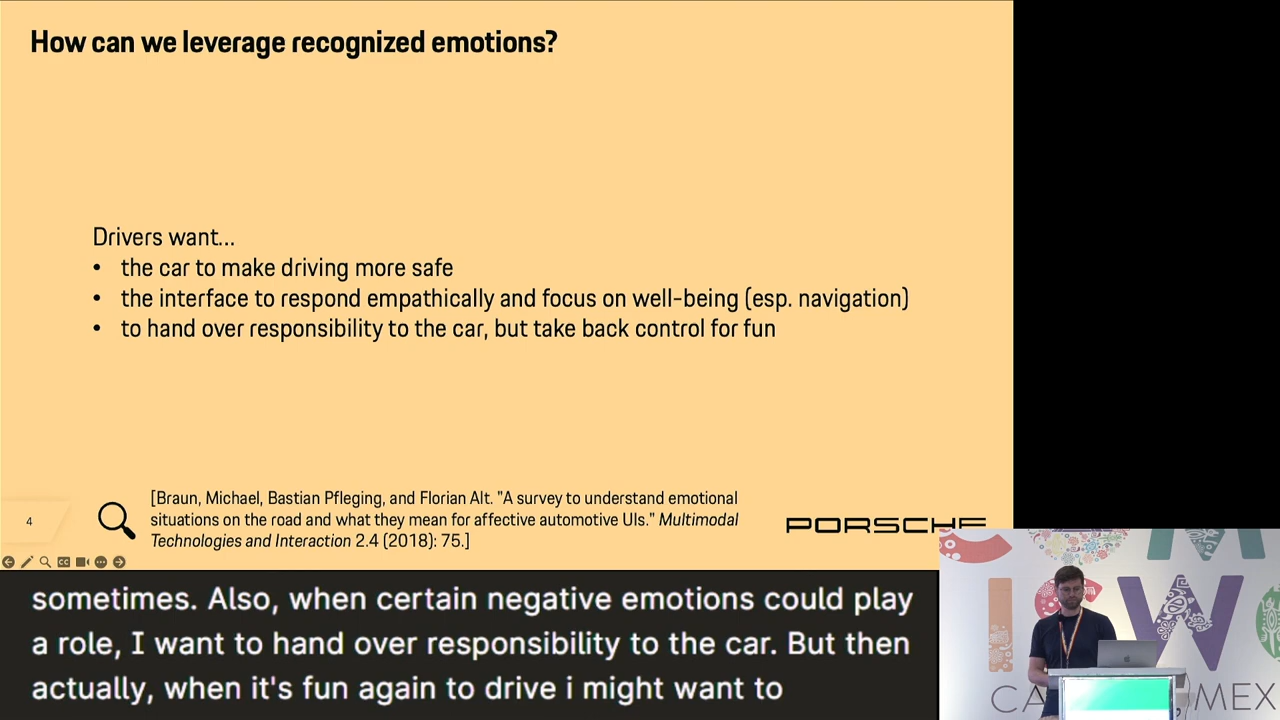 How can we leverage recognized emotions?
Drivers want...
• the car to make driving more safe
• the interface to respond empathically and focus on well-being (esp. navigation)
• to hand over responsibility to the car, but take back control for fun
[Braun, Michael, Bastian Pfleging, and Florian Alt. "A survey to understand emotional
situations on the road and what they mean for affective automotive UIs." Multimodal
Technologies and Interaction 2.4 (2018): 75.]
4
PORSCHE
sometimes. Also, when certain negative emotions could play
a role, I want to hand over responsibility to the car. But then
actually, when it's fun again to drive i might want to
CA
, MEX